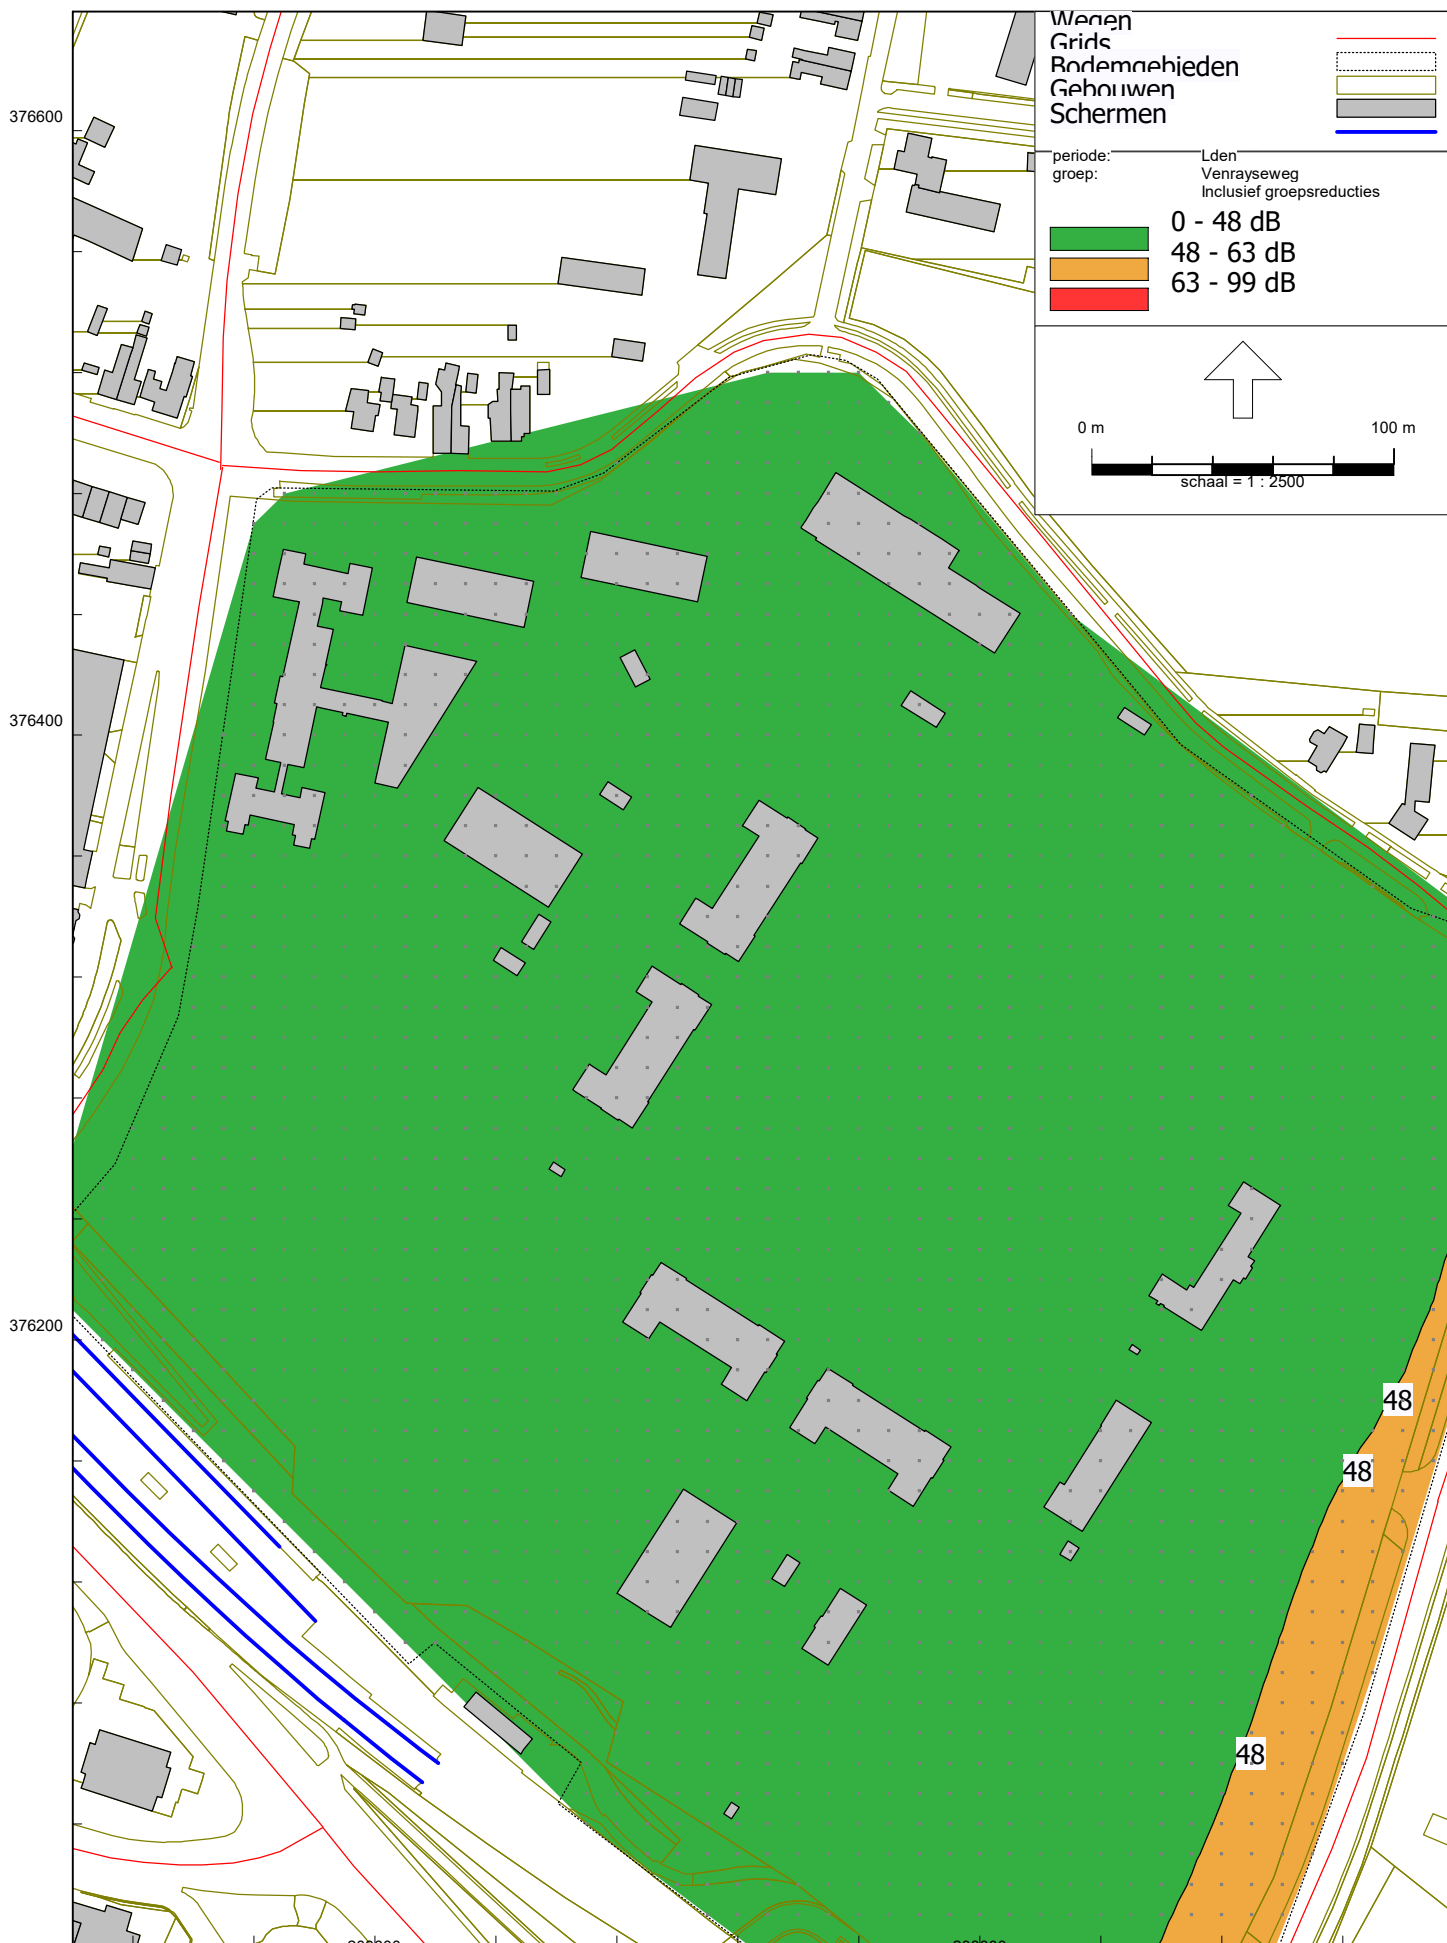 Wegen
Grids
Bodemgebieden
Gebouwen
Schermen
periode: Lden
groep: Venrayseweg
Inclusief groepsreducties
0 - 48 dB
48 - 63 dB
63 - 99 dB
0 m 100 m
schaal = 1 : 2500
376600
376400
376200
48
48
48